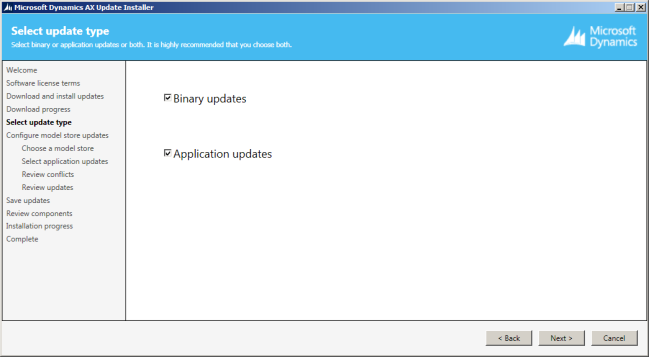 Microsoft Dynamics AX Update Installer
Select update type
Select binary or application updates or both. It is highly recommended that you choose both.
Microsoft
Dynamics
Welcome
Software license terms
Download and install updates
Download progress
Select update type
Configure model store updates
Choose a model store
Select application updates
Review conflicts
Review updates
Save updates
Review components
Installation progress
Complete
Binary updates
Application updates
< Back
Next >
Cancel